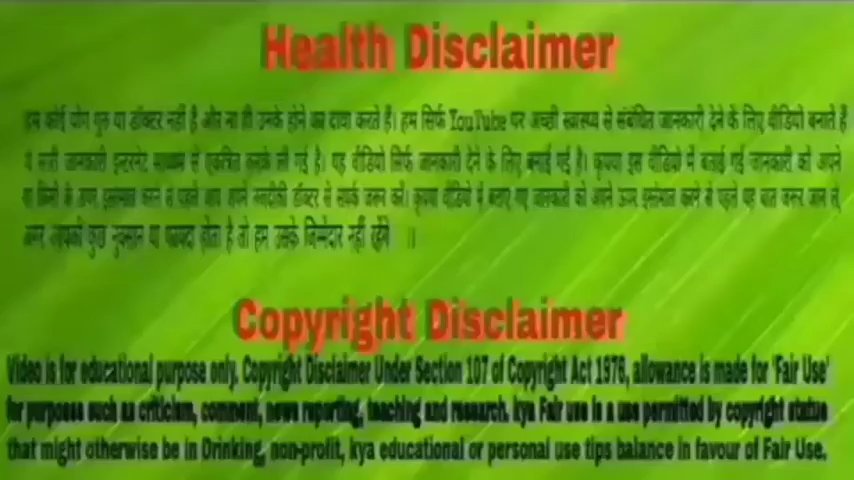 Health Disclaimer
हम कोई योग गुरु या डॉक्टर नहीं है और ना ही उनके होने का दावा करते हैं। हम सिर्फ YouTube पर अच्छी स्वास्थ्य से संबंधित जानकारी देने के लिए वीडियो बनाते हैं
ये सारी जानकारी इन्टरनेट माध्यम से एकत्रित करके ली गई है। यह वीडियो सिर्फ जानकारी देने के लिए बनाई गई है। कृपया इस वीडियो में बताई गई जानकारी को अपने
या किसी के ऊपर इस्तेमाल करने से पहले आप अपने नजदीकी डॉक्टर से संपर्क जरूर करें। कृपया वीडियो में बताए गए जानकारी को अपने ऊपर इस्तेमाल करने से पहले यह बात जरूर जान ले,
अगर आपको कुछ नुकसान या फायदा होता है तो हम उसके जिम्मेदार नहीं रहेंगे ।।
Copyright Disclaimer
Video is for educational purpose only. Copyright Disclaimer Under Section 107 of Copyright Act 1976, allowance is made for 'Fair Use'
for purposes such as criticism, comment, news reporting, teaching and research. kya Fair use is a use permitted by copyright status
that might otherwise be in Drinking, non-profit, kya educational or personal use tips balance in favour of Fair Use.